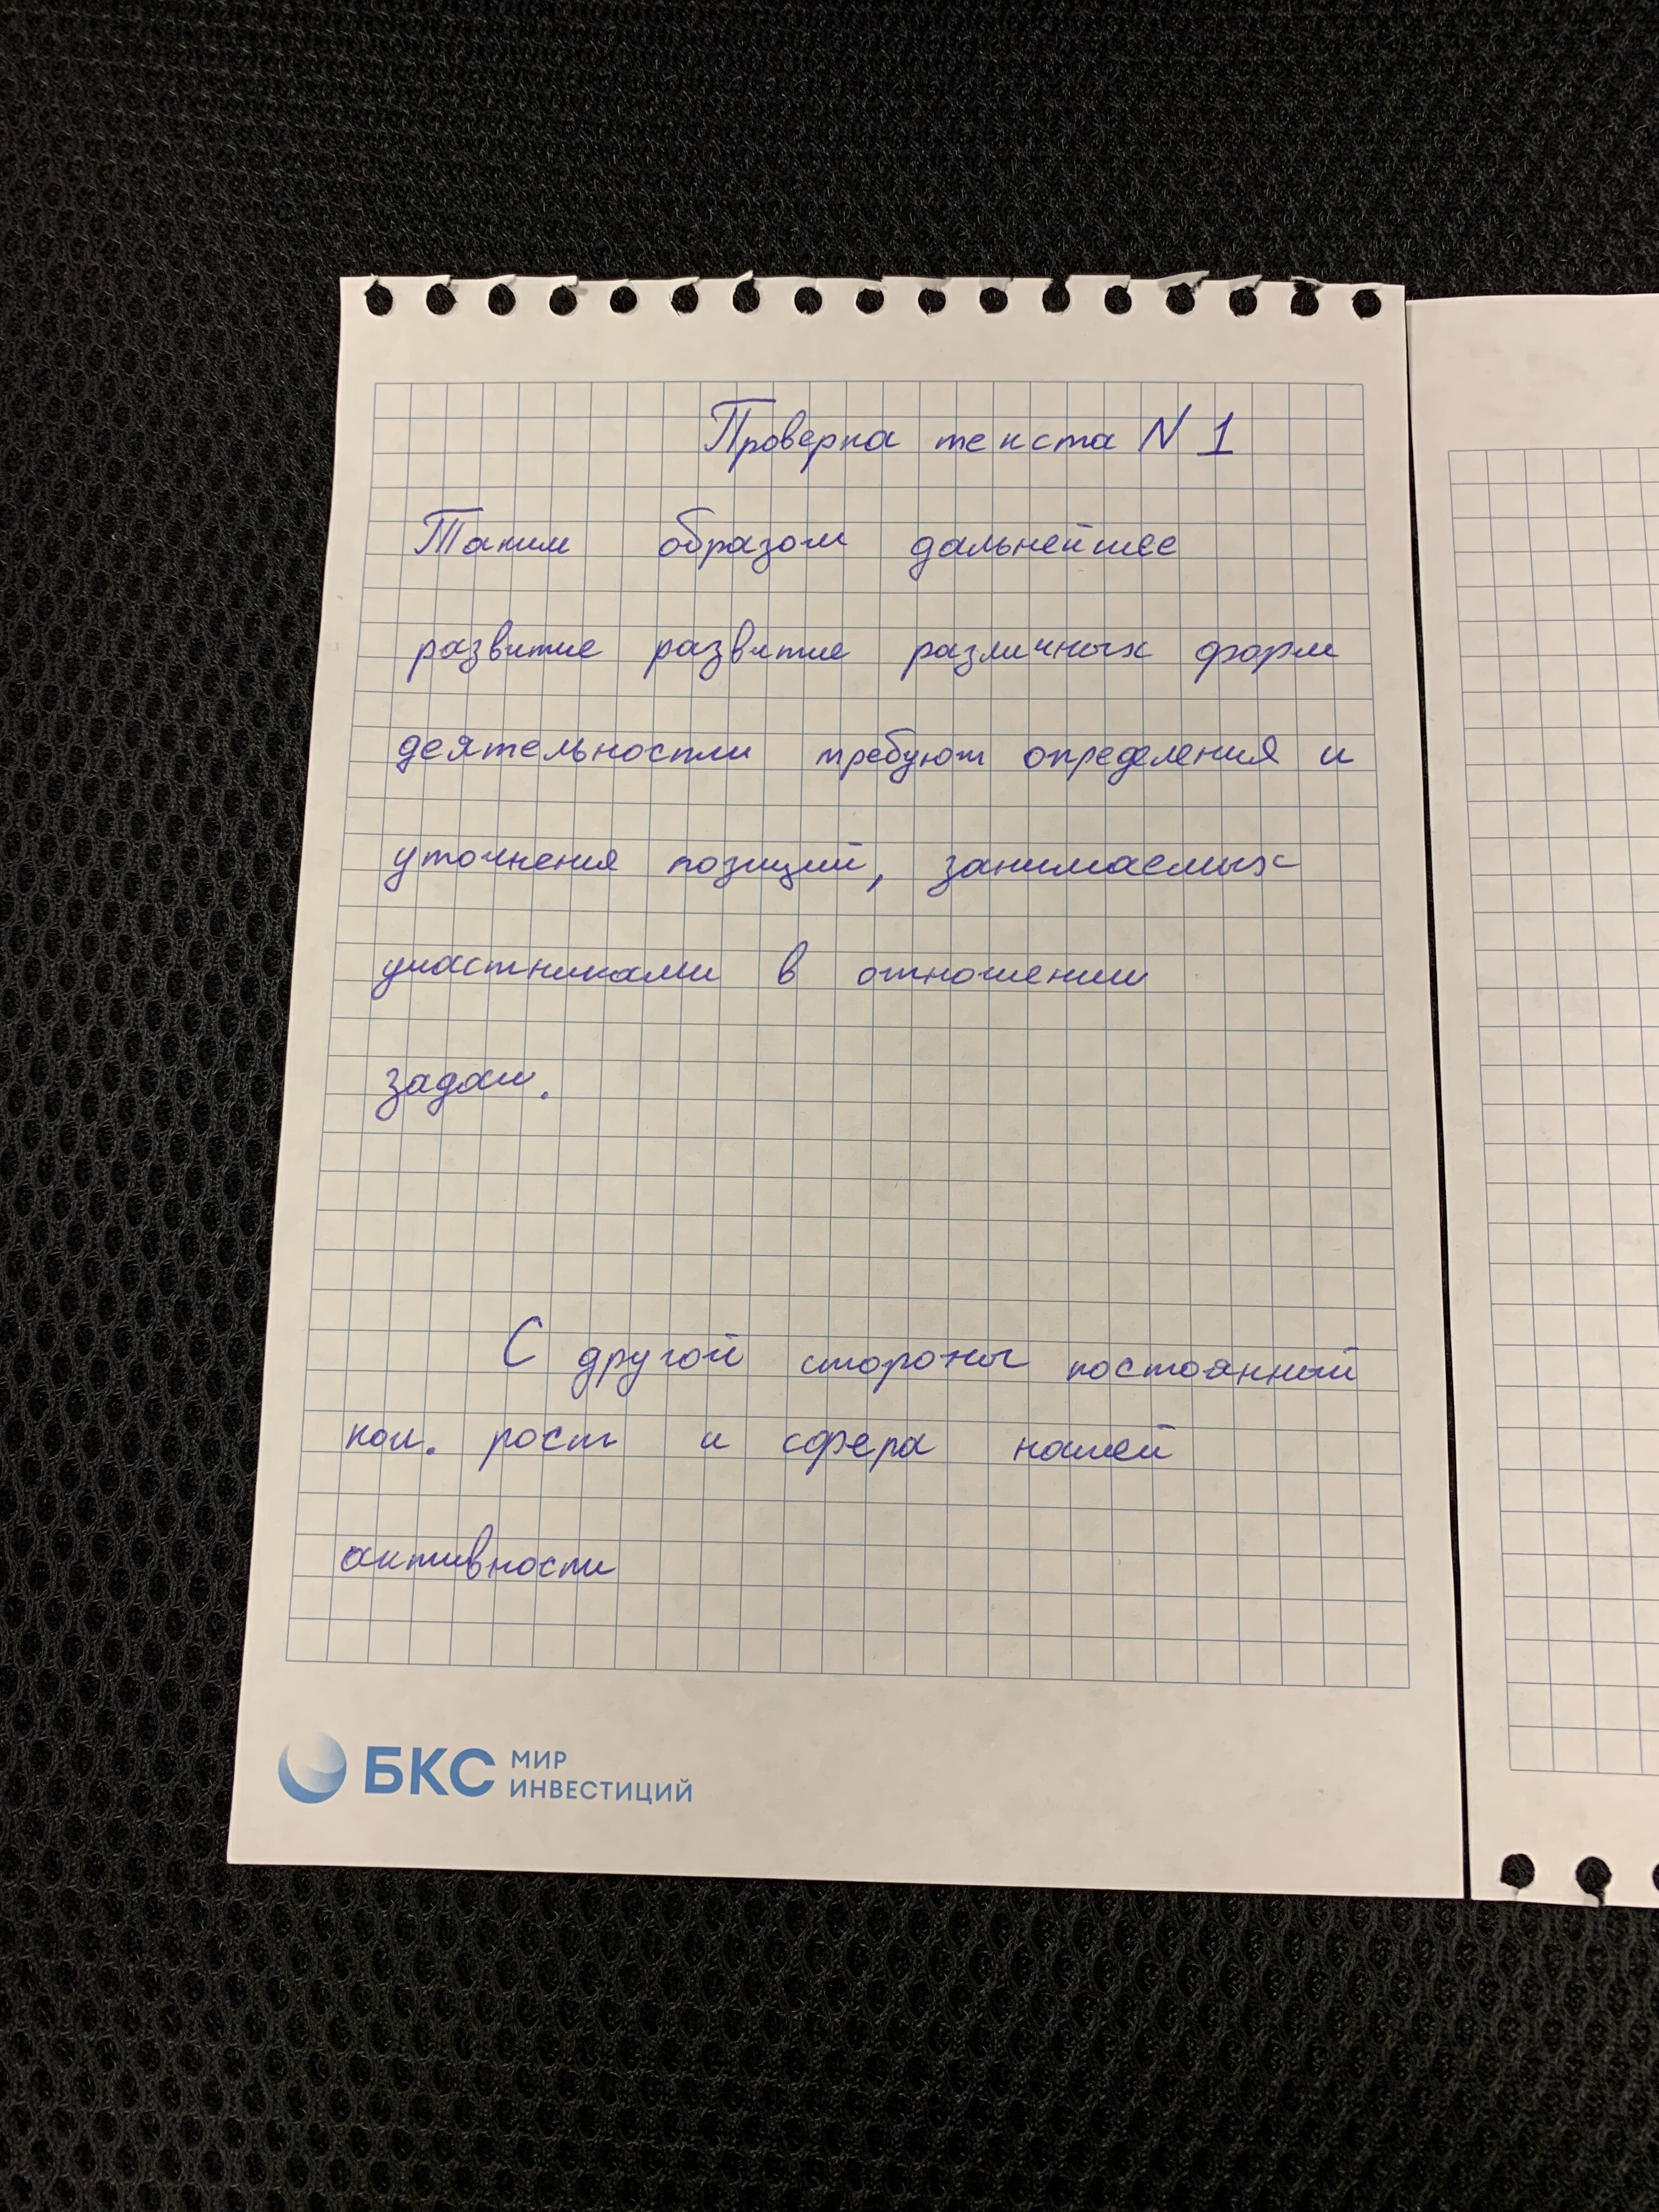 Проверка текста N 1
Таким образом дальнейшее
развитие развитие различных форм
деятельности требуют определения и
уточнения позиций, занимаемых
участниками в отношении
задач.
С другой стороны постоянный
кол. рост и сфера нашей
активности
БКС МИР
ИНВЕСТИЦИЙ